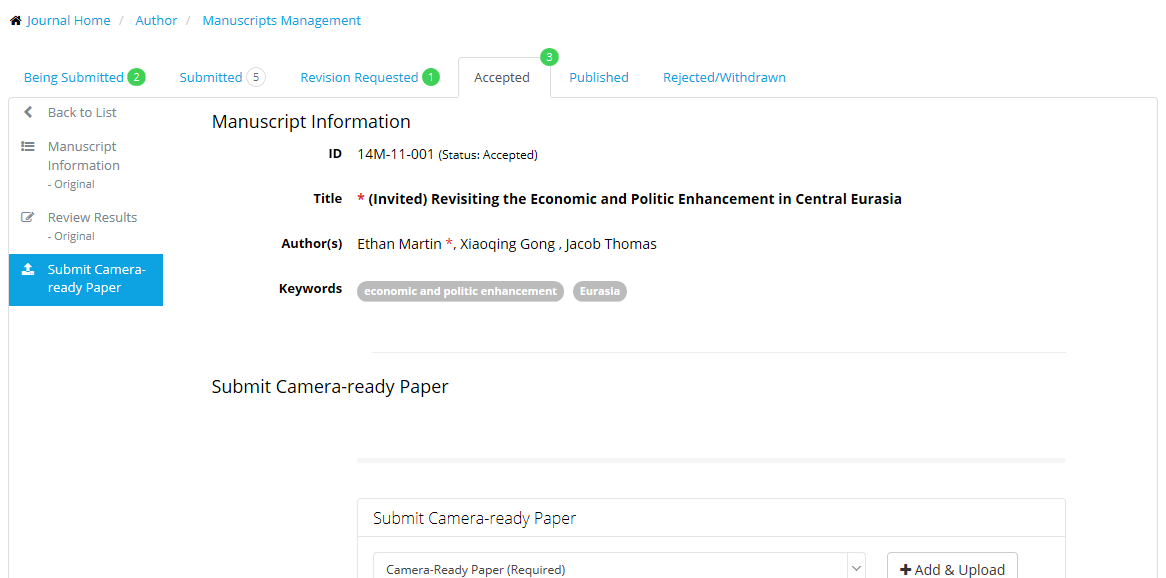 Journal Home / Author / Manuscripts Management
Being Submitted 2 Submitted 5 Revision Requested 1 Accepted 3 Published Rejected/Withdrawn
Back to List
Manuscript
Information
- Original
Review Results
- Original
Submit Camera-
ready Paper
Manuscript Information
ID 14M-11-001 (Status: Accepted)
Title * (Invited) Revisiting the Economic and Politic Enhancement in Central Eurasia
Author(s) Ethan Martin *, Xiaoqing Gong , Jacob Thomas
Keywords economic and politic enhancement Eurasia
Submit Camera-ready Paper
Submit Camera-ready Paper
Camera-Ready Paper (Required) + Add & Upload